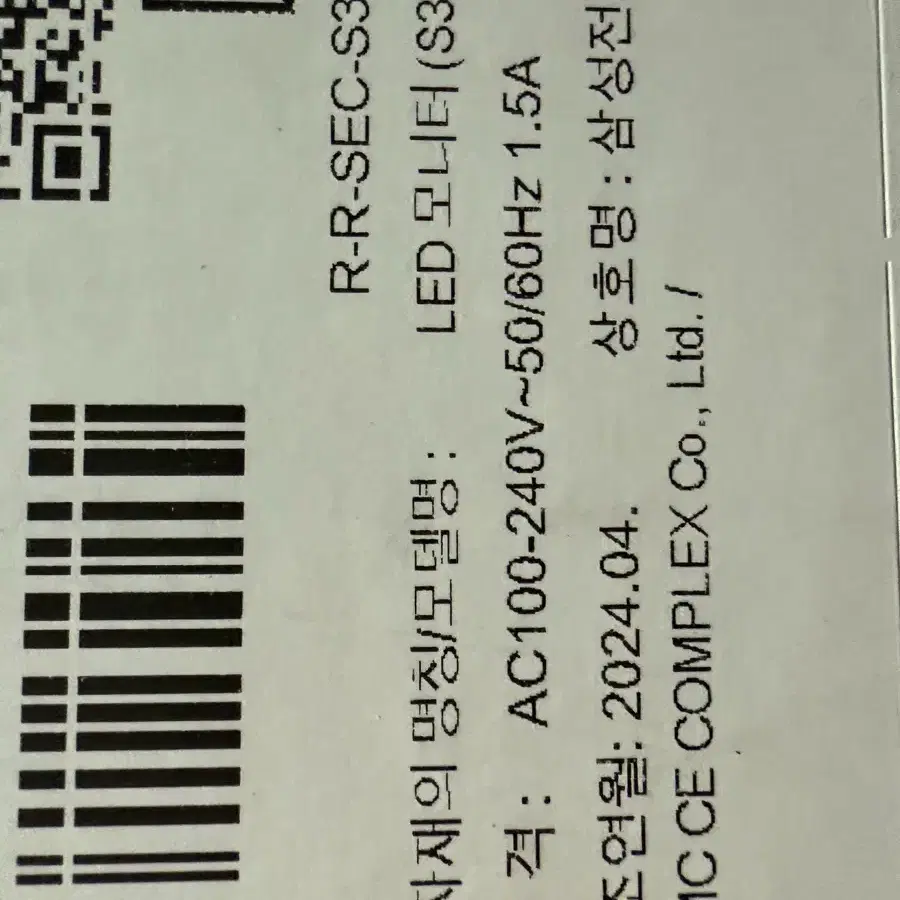 R-R-SEC-S3
자재의 명칭/모델명 : LED 모니터 (S3
격 : AC100-240V~50/60Hz 1.5A
조연월: 2024.04. 상호명 : 삼성전
MC CE COMPLEX Co., Ltd. /